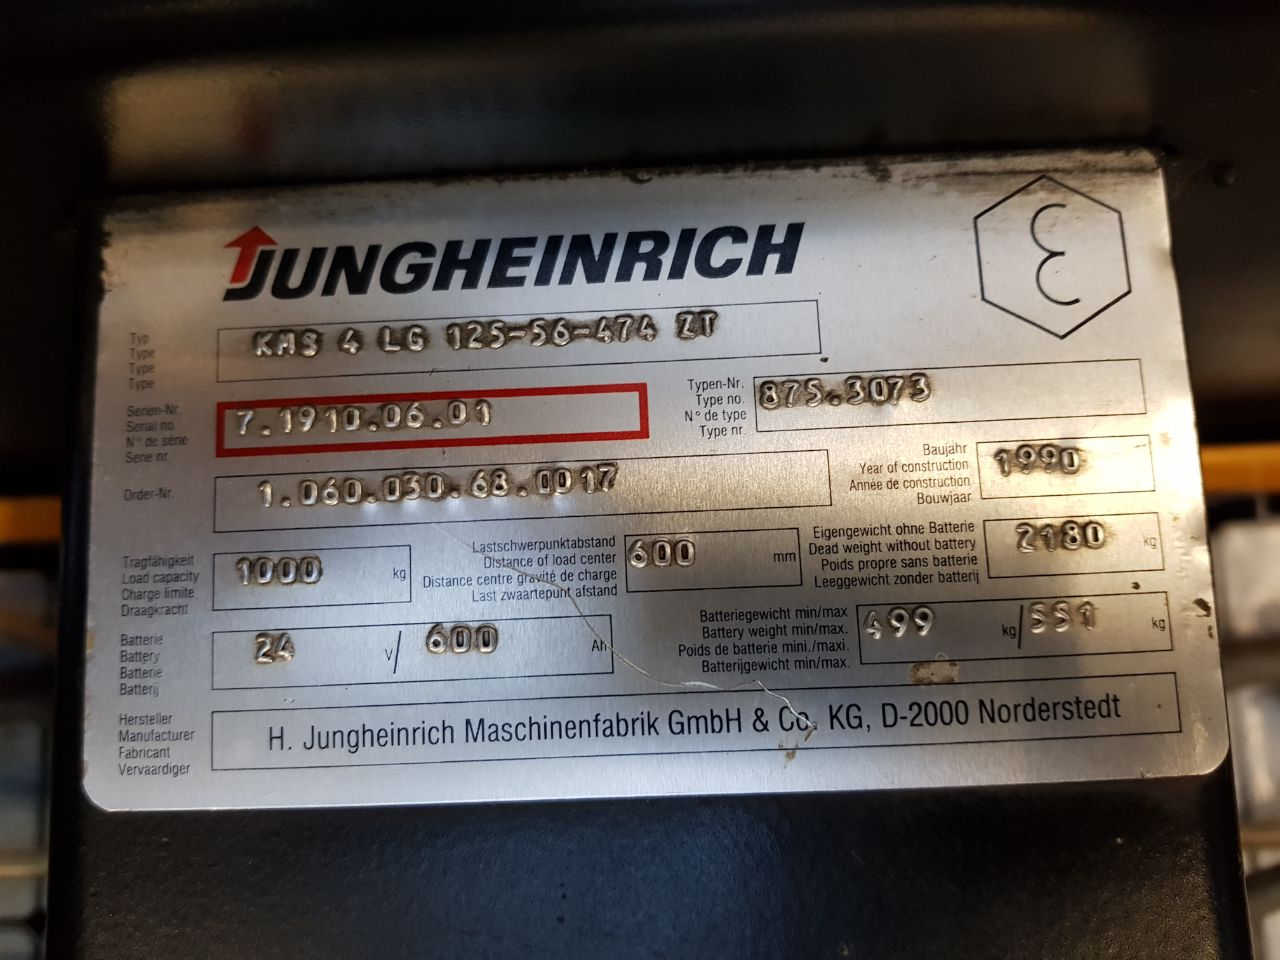 JUNGHEINRICH
Ɛ
Typ
Type
Type
Type
KMS 4 LG 125-S6-474 ZT
Serien-Nr.
Serial no.
N° de série
Serie nr.
7.1910.06.01
Typen-Nr.
Type no.
N° de type
Type nr.
875.3073
Order-Nr.
1.060.030.68.0017
Baujahr
Year of construction
Année de construction
Bouwjaar
1990
Tragfähigkeit
Load capacity
Charge limite
Draagkracht
1000 kg
Lastschwerpunktabstand
Distance of load center
Distance centre gravité de charge
Last zwaartepunt afstand
600 mm
Eigengewicht ohne Batterie
Dead weight without battery
Poids propre sans batterie
Leeggewicht zonder batterij
2180 kg
Batterie
Battery
Batterie
Batterij
24 V/ 600 Ah
Batteriegewicht min/max
Battery weight min/max.
Poids de batterie mini./maxi.
Batterijgewicht min/max.
499 kg/551 kg
Hersteller
Manufacturer
Fabricant
Vervaardiger
H. Jungheinrich Maschinenfabrik GmbH & Co. KG, D-2000 Norderstedt